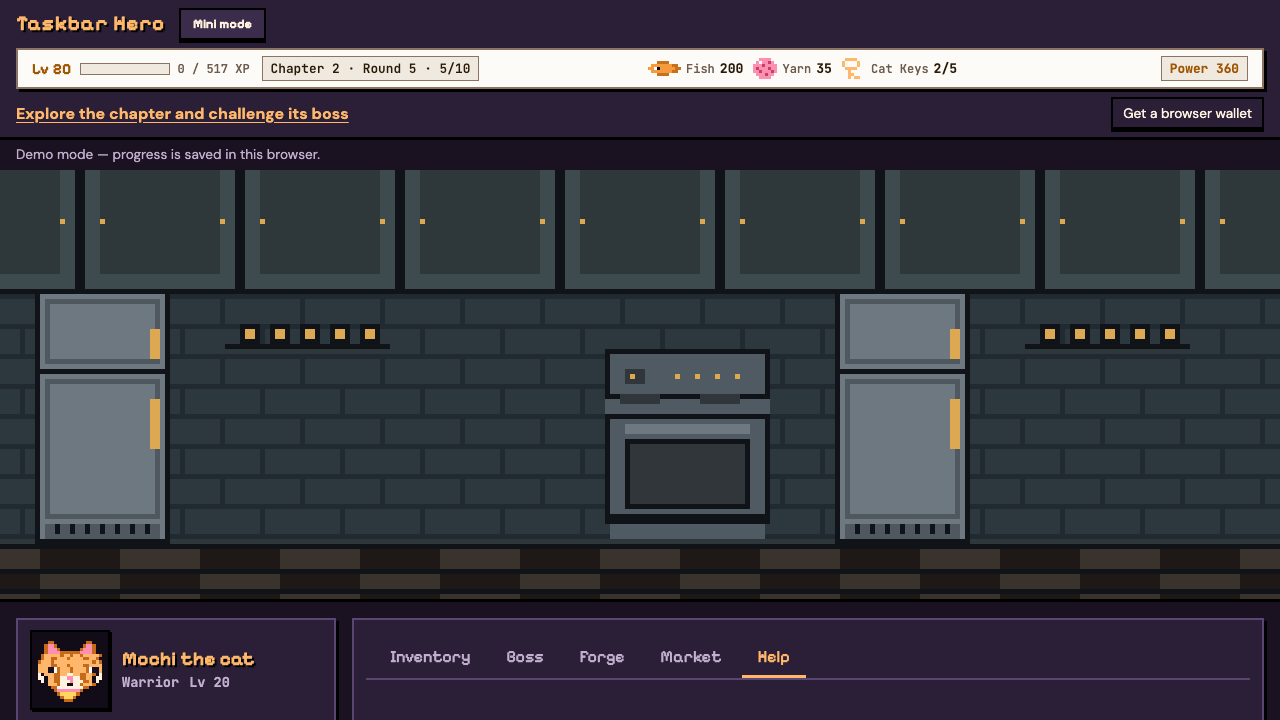 Taskbar Hero
Mini mode
Lv 20
0 / 517 XP
Chapter 2 · Round 5 · 5/10
Fish 200
Yarn 35
Cat Keys 2/5
Power 360
Explore the chapter and challenge its boss
Get a browser wallet
Demo mode — progress is saved in this browser.
Mochi the cat
Warrior Lv 20
Inventory
Boss
Forge
Market
Help